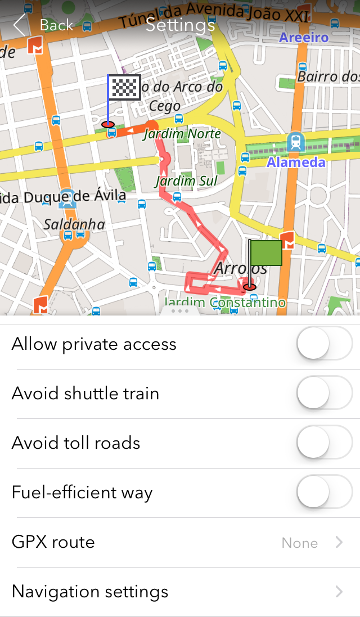 Túnel da Avenida João XXI
Back
Settings
Areeiro
de
Bairro dos
o do Arco do
Cego
Jardim Norte
Alameda
Jardim Sul
ida Duque de Ávila
Saldanha
Arroios
Jardim Constantino
Allow private access
Avoid shuttle train
Avoid toll roads
Fuel-efficient way
GPX route
None
Navigation settings